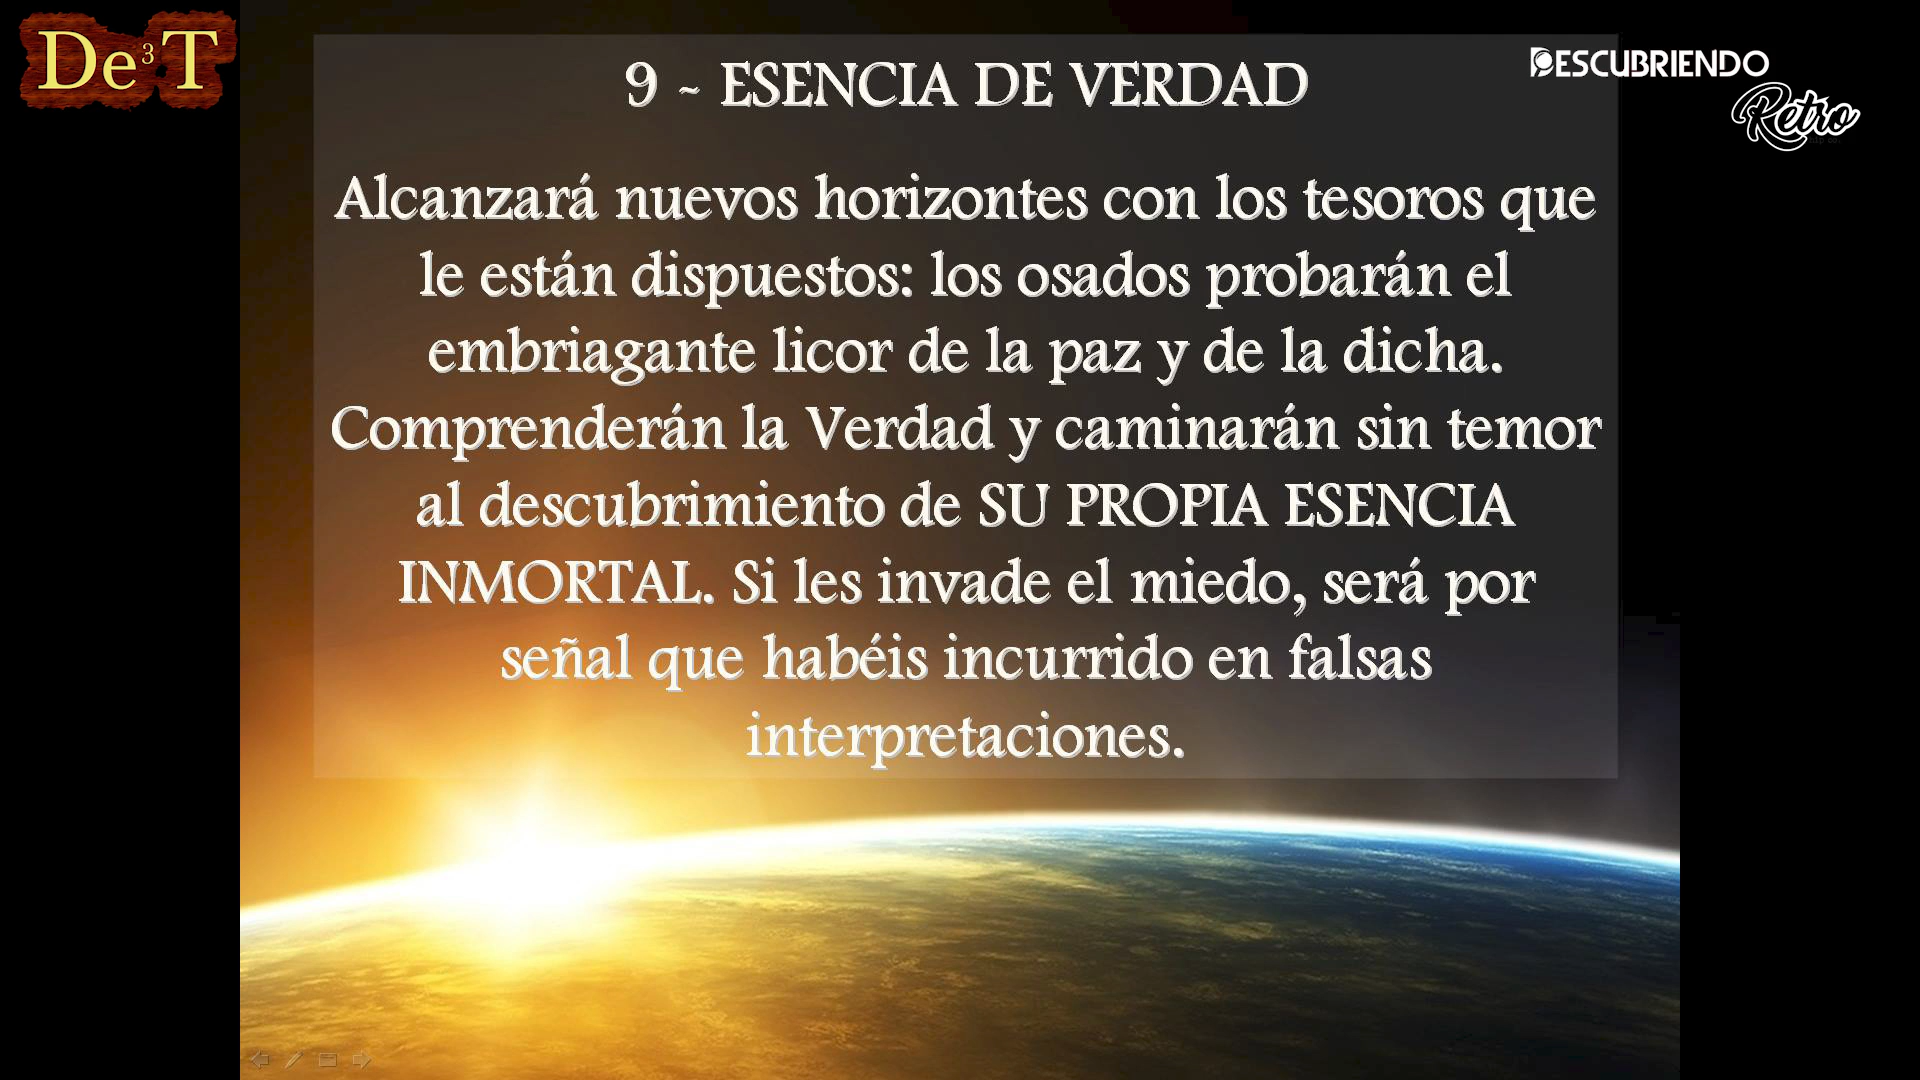 De³T
DESCUBRIENDO
Retro
9 - ESENCIA DE VERDAD
Alcanzará nuevos horizontes con los tesoros que
le están dispuestos: los osados probarán el
embriagante licor de la paz y de la dicha.
Comprenderán la Verdad y caminarán sin temor
al descubrimiento de SU PROPIA ESENCIA
INMORTAL. Si les invade el miedo, será por
señal que habéis incurrido en falsas
interpretaciones.